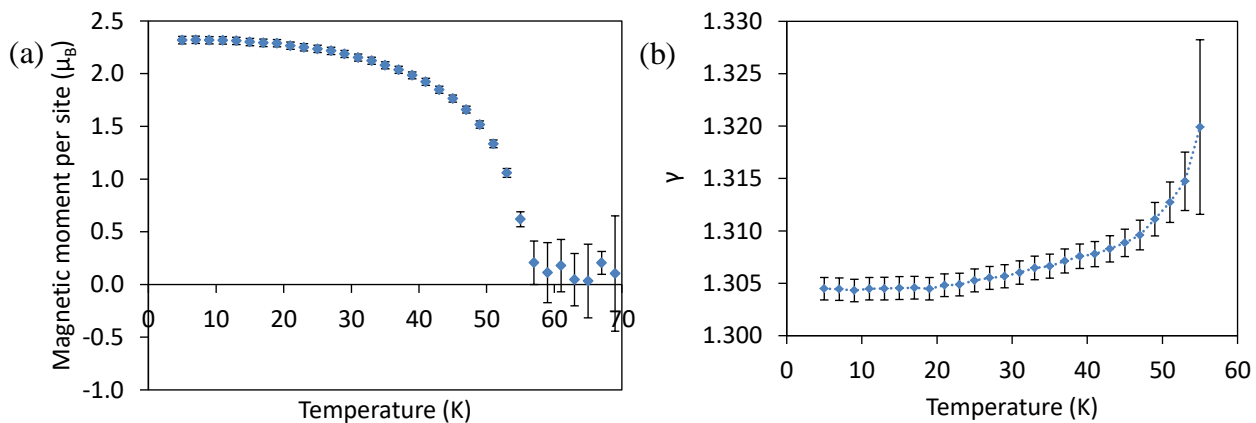 (a)
Magnetic moment per site (μB)
2.5
2.0
1.5
1.0
0.5
0.0
-0.5
-1.0
0 10 20 30 40 50 60 70
Temperature (K)
(b)
γ
1.330
1.325
1.320
1.315
1.310
1.305
1.300
0 10 20 30 40 50 60
Temperature (K)